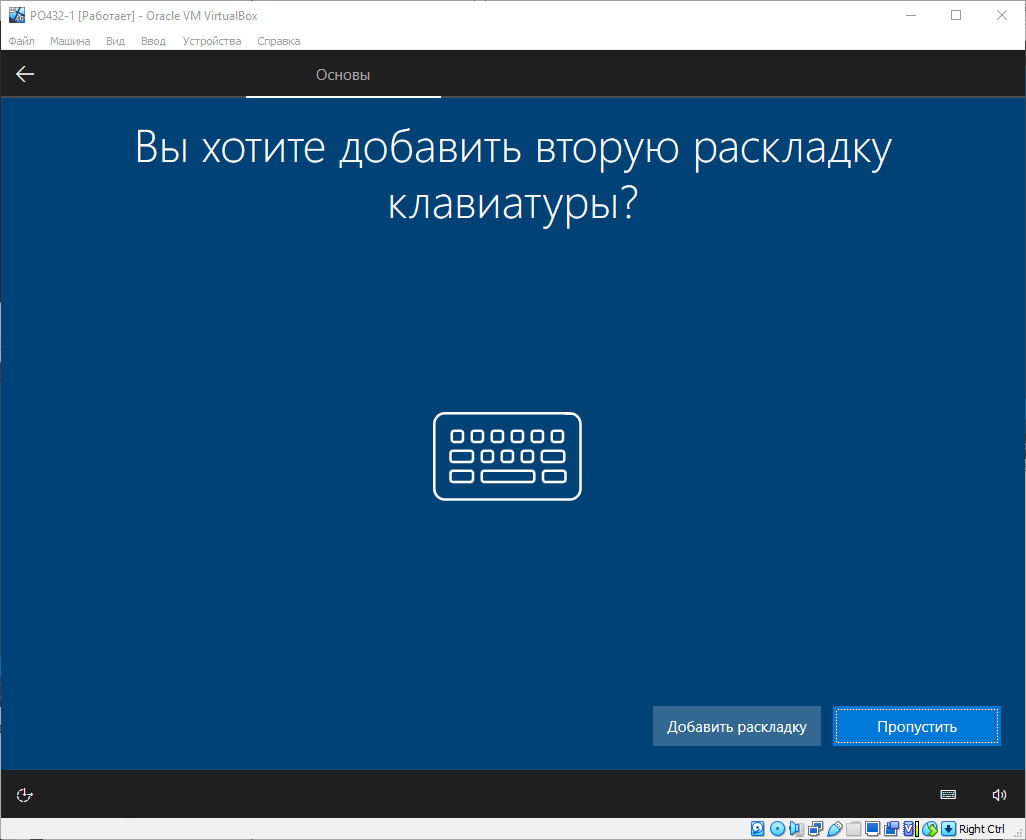 PO432-1 [Работает] - Oracle VM VirtualBox
Файл Машина Вид Ввод Устройства Справка
Основы
Вы хотите добавить вторую раскладку
клавиатуры?
Добавить раскладку Пропустить
Right Ctrl